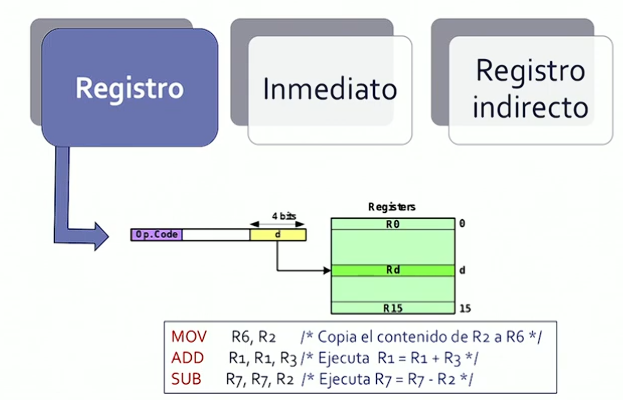 Registro
Inmediato
Registro
indirecto
Registers
4 bits
Op.Code d
R0 0
Rd d
R15 15
MOV R6, R2 /* Copia el contenido de R2 a R6 */
ADD R1, R1, R3 /* Ejecuta R1 = R1 + R3 */
SUB R7, R7, R2 /* Ejecuta R7 = R7 - R2 */